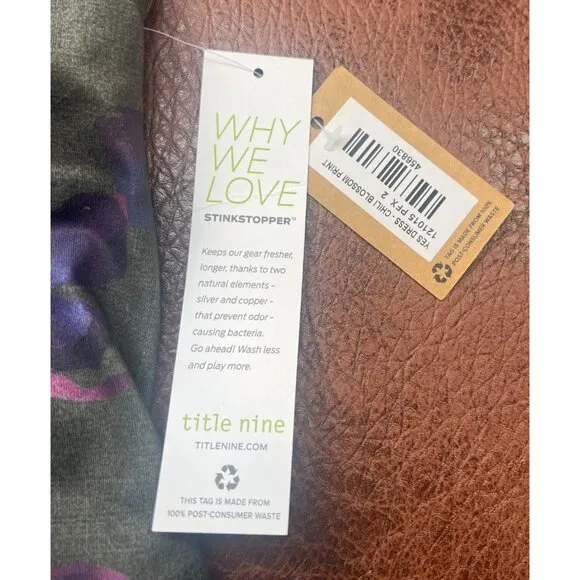 WHY
WE
LOVE
STINKSTOPPER™
Keeps our gear fresher,
longer, thanks to two
natural elements –
silver and copper –
that prevent odor-
causing bacteria.
Go ahead! Wash less
and play more.
title nine
TITLENINE.COM
THIS TAG IS MADE FROM
100% POST-CONSUMER WASTE
YES DRESS - CHILI BLOSSOM PRINT
121015 PFX 2
456830
TAG IS MADE FROM 100%
POST-CONSUMER WASTE